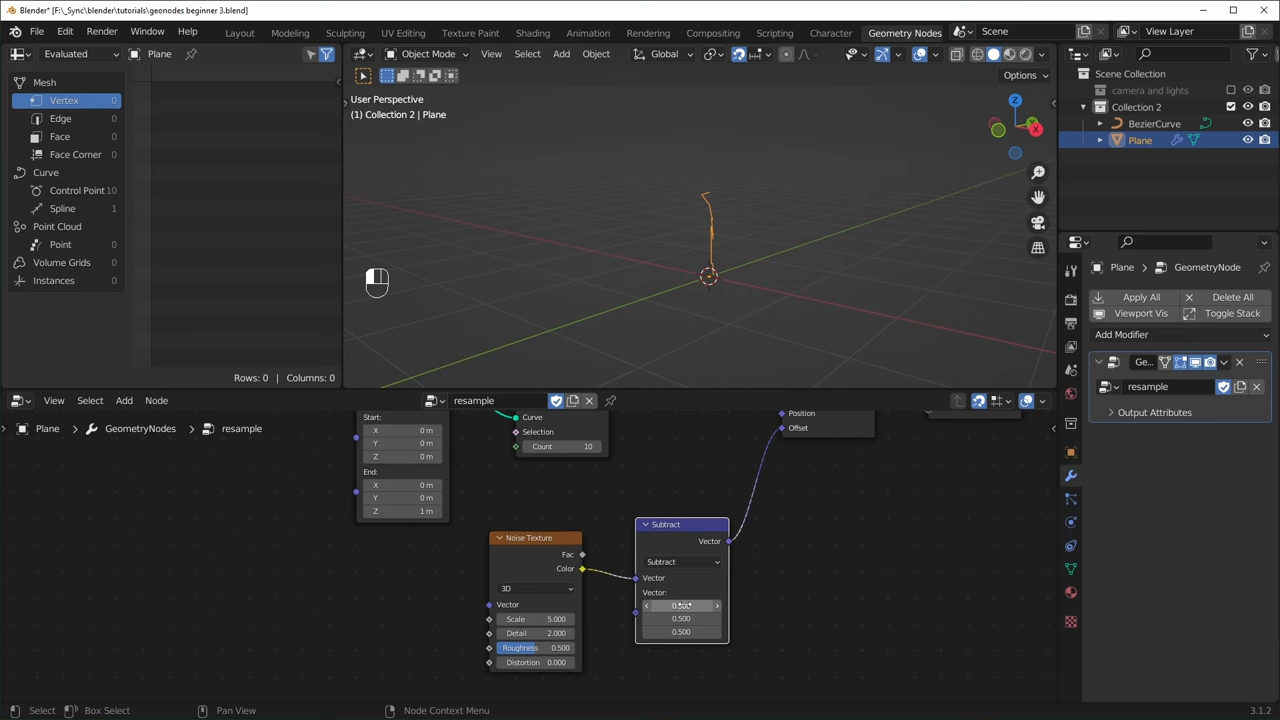 Blender* [F:\_Sync\blender\tutorials\geonodes beginner 3.blend]
File Edit Render Window Help Layout Modeling Sculpting UV Editing Texture Paint Shading Animation Rendering Compositing Scripting Character Geometry Nodes Scene View Layer
Evaluated Plane
Object Mode View Select Add Object Global
Options
Mesh
Vertex 0
Edge 0
Face 0
Face Corner 0
Curve
Control Point 10
Spline 1
Point Cloud
Point 0
Volume Grids
Instances 0
Rows: 0 | Columns: 0
User Perspective
(1) Collection 2 | Plane
Z
X
Scene Collection
camera and lights
Collection 2
BezierCurve
Plane
Plane GeometryNode
Apply All Delete All
Viewport Vis Toggle Stack
Add Modifier
Ge...
resample
Output Attributes
View Select Add Node resample
Plane GeometryNodes resample
Start:
X 0 m
Y 0 m
Z 0 m
End:
X 0 m
Y 0 m
Z 1 m
Curve
Selection
Count 10
Position
Offset
Noise Texture
Fac
Color
3D
Vector
Scale 5.000
Detail 2.000
Roughness 0.500
Distortion 0.000
Subtract
Vector
Subtract
Vector
Vector:
0.500
0.500
Select Box Select Pan View Node Context Menu 3.1.2